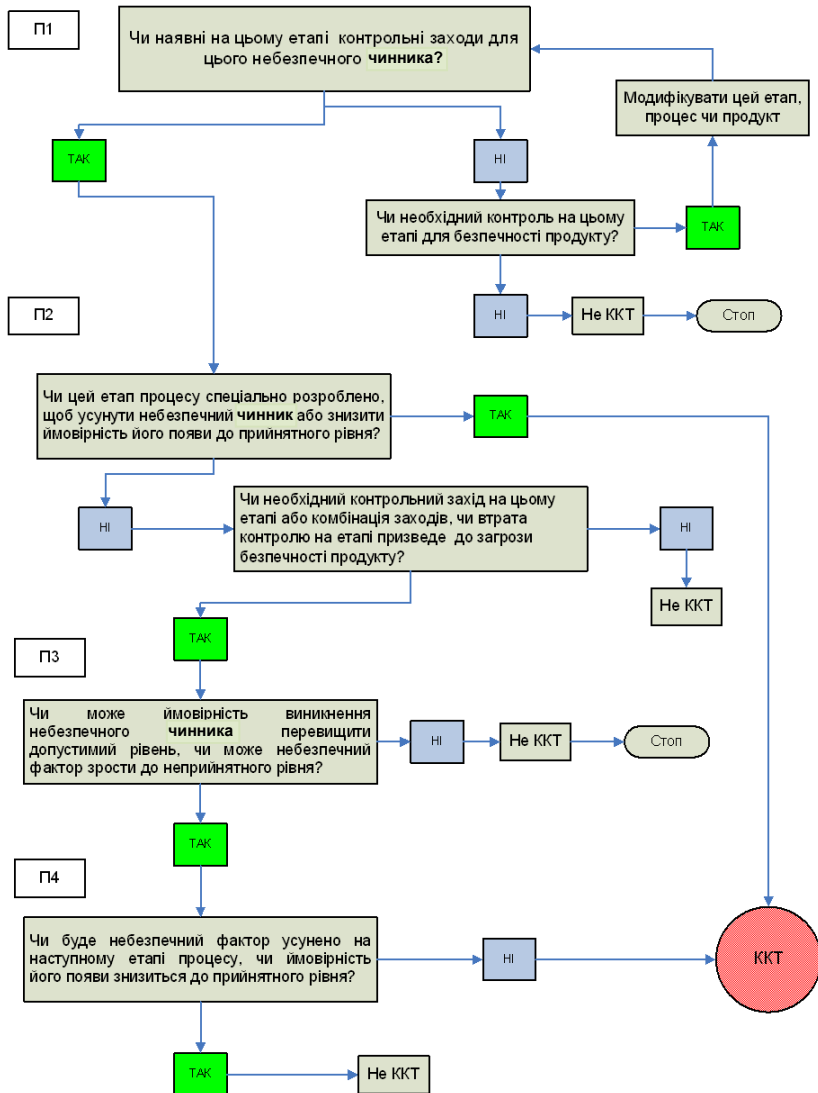 П1
Чи наявні на цьому етапі контрольні заходи для
цього небезпечного чинника?
Модифікувати цей етап,
процес чи продукт
ТАК
НІ
Чи необхідний контроль на цьому
етапі для безпечності продукту?
ТАК
П2
НІ
Не ККТ
Стоп
Чи цей етап процесу спеціально розроблено,
щоб усунути небезпечний чинник або знизити
ймовірність його появи до прийнятного рівня?
ТАК
НІ
Чи необхідний контрольний захід на цьому
етапі або комбінація заходів, чи втрата
контролю на етапі призведе до загрози
безпечності продукту?
НІ
Не ККТ
ТАК
П3
Чи може ймовірність виникнення
небезпечного чинника перевищити
допустимий рівень, чи може небезпечний
фактор зрости до неприйнятного рівня?
НІ
Не ККТ
Стоп
ТАК
П4
Чи буде небезпечний фактор усунено на
наступному етапі процесу, чи ймовірність
його появи знизиться до прийнятного рівня?
НІ
ККТ
ТАК
Не ККТ